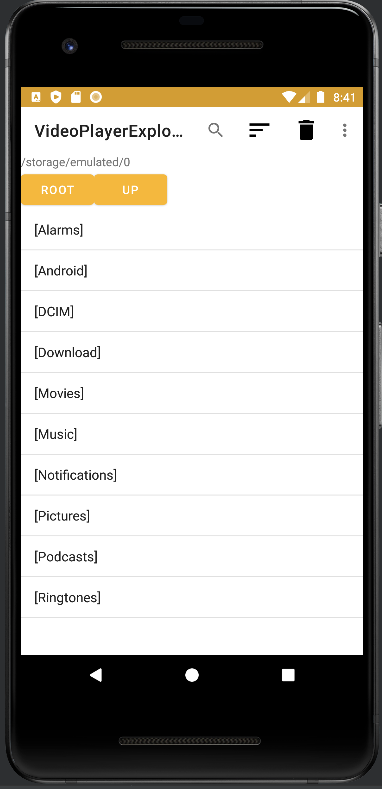 8:41
VideoPlayerExplo...
/storage/emulated/0
ROOT UP
[Alarms]
[Android]
[DCIM]
[Download]
[Movies]
[Music]
[Notifications]
[Pictures]
[Podcasts]
[Ringtones]